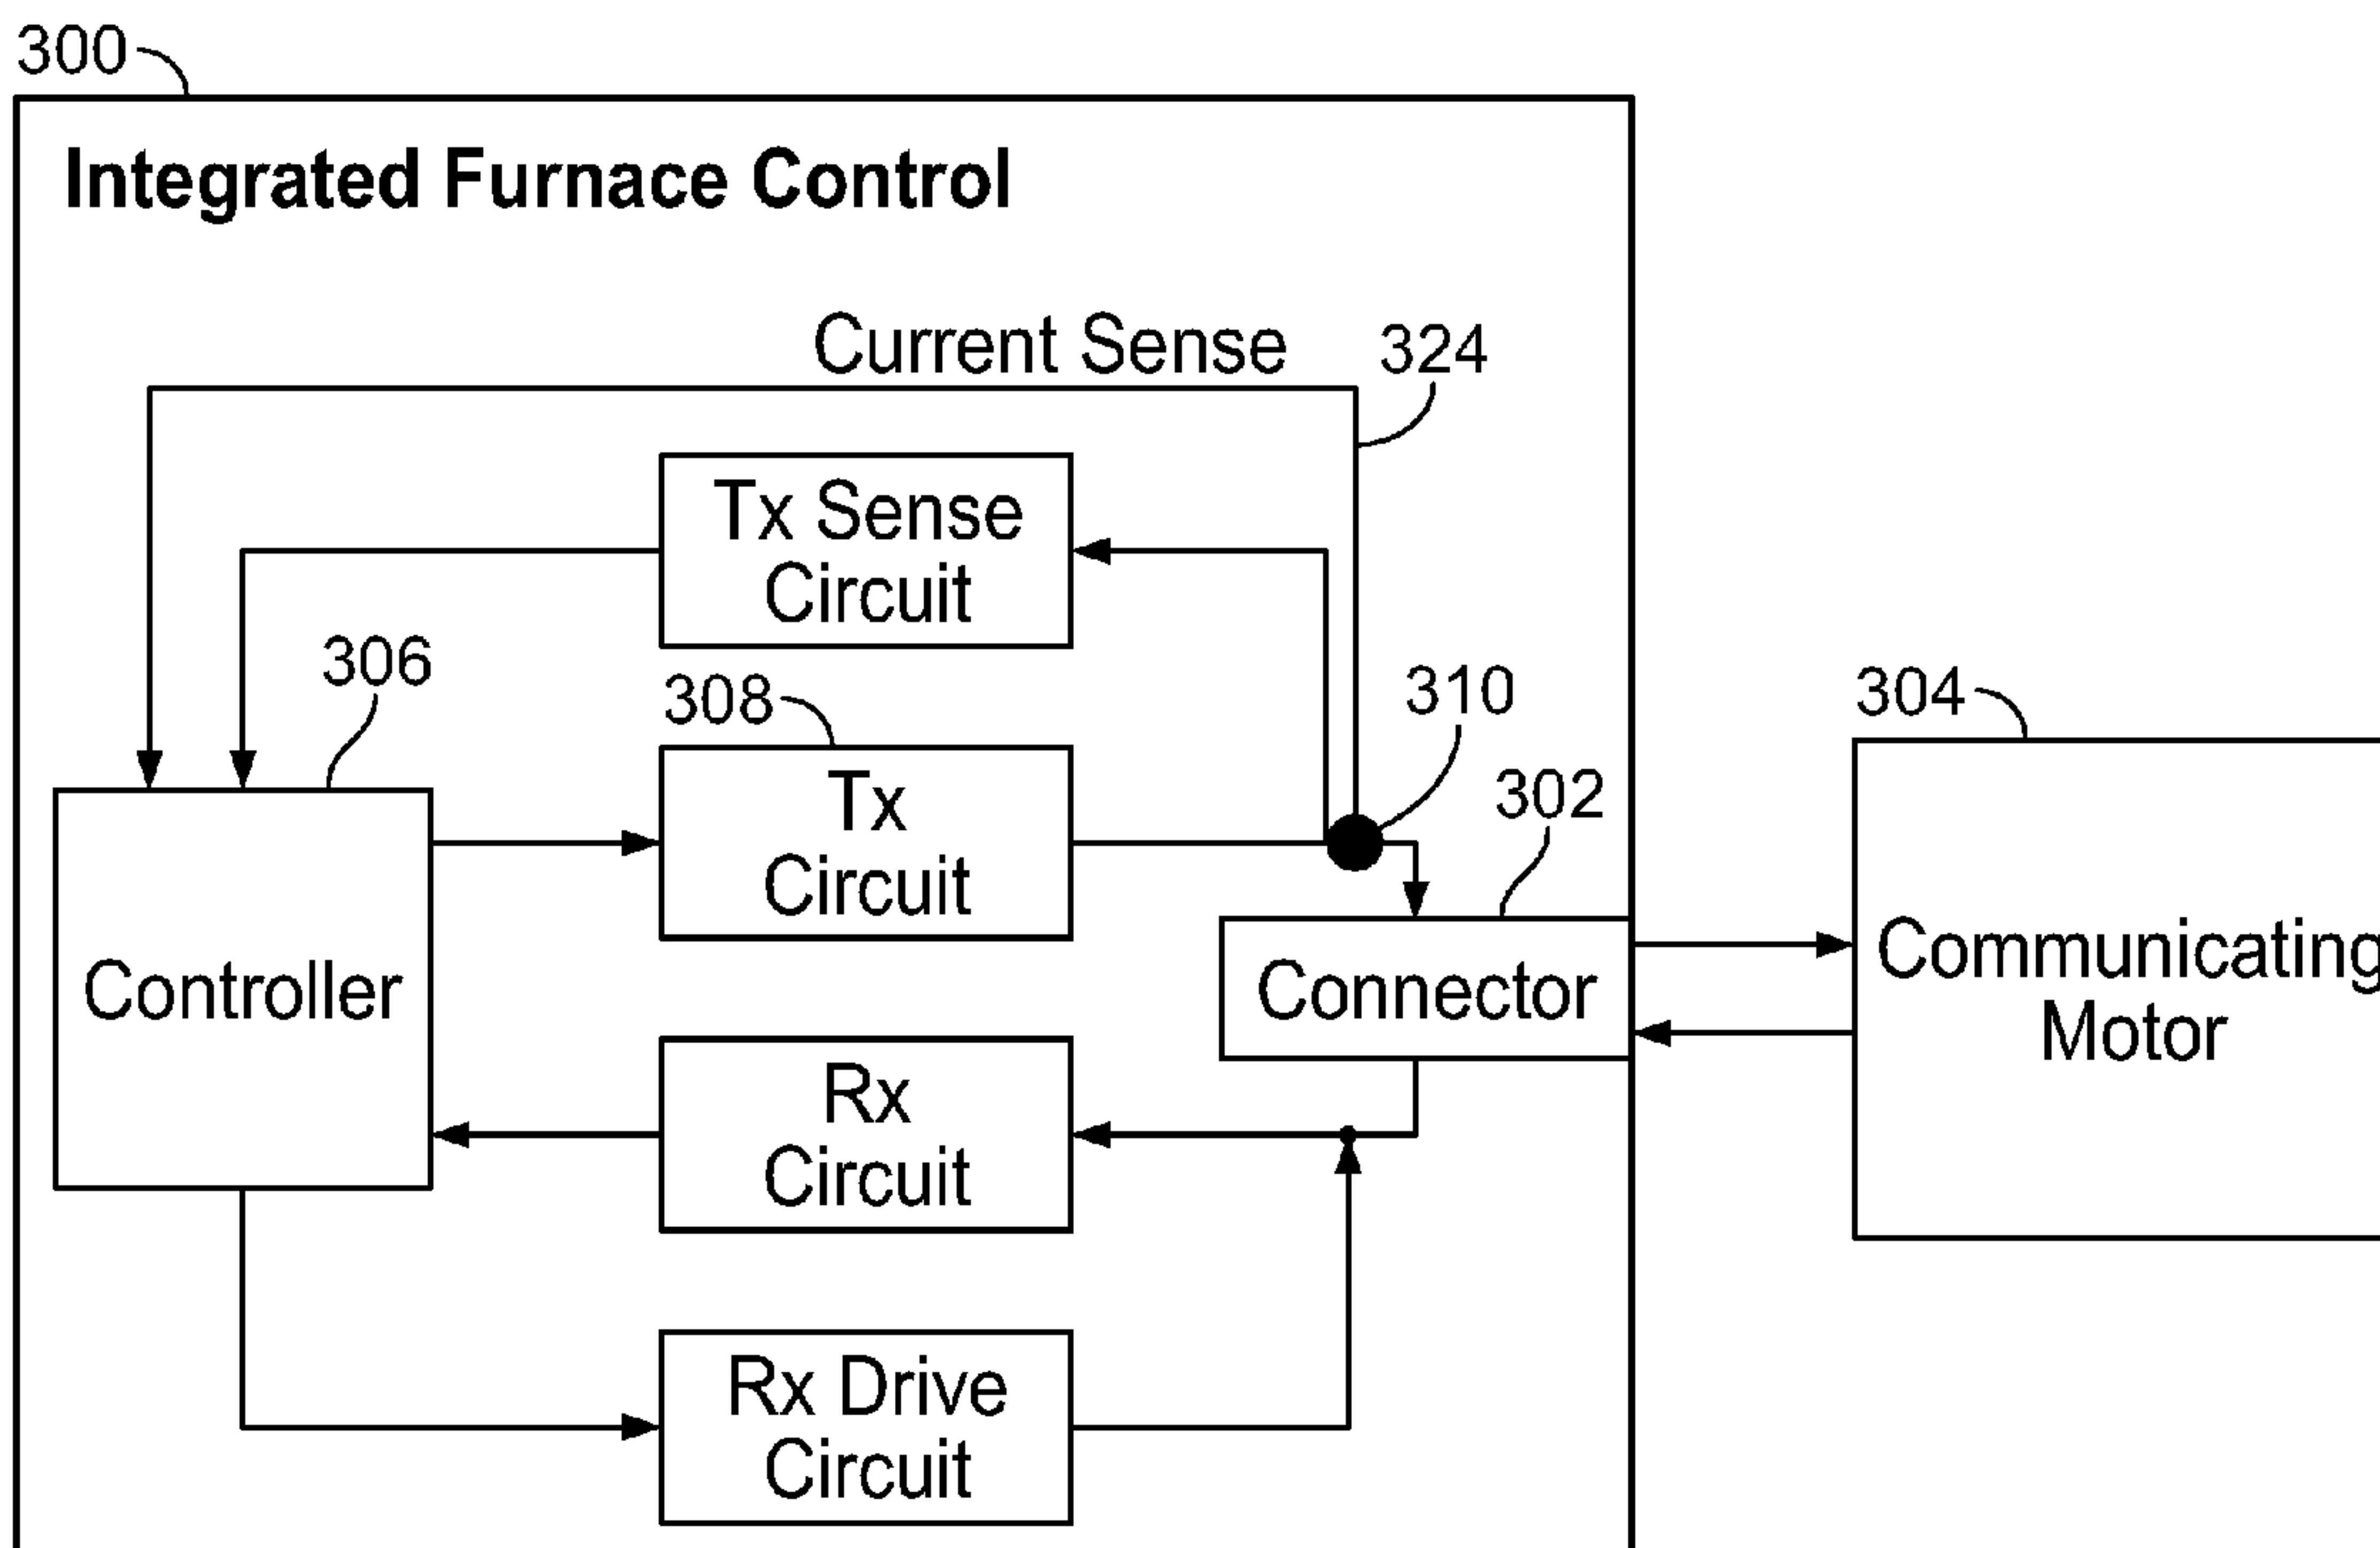 300
Integrated Furnace Control
Current Sense
324
Tx Sense
Circuit
306
308
310
304
Tx
Circuit
302
Controller
Connector
Communicating
Motor
Rx
Circuit
Rx Drive
Circuit